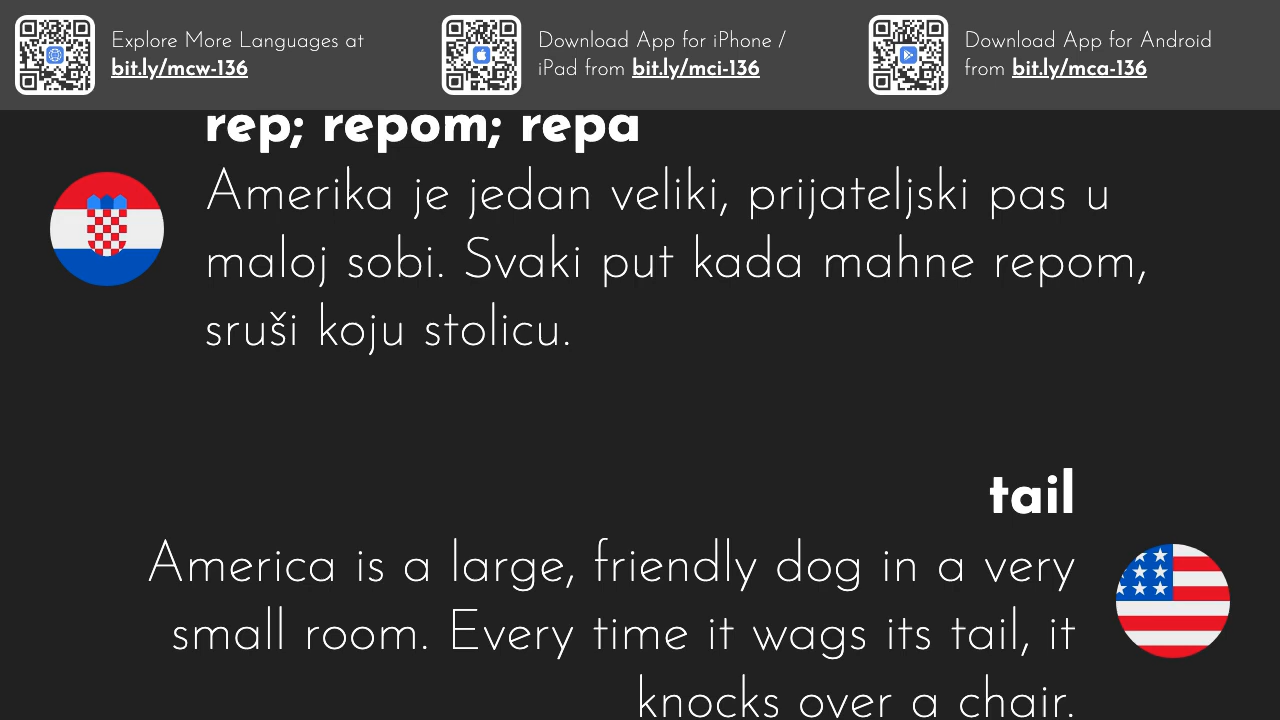 Explore More Languages at
bit.ly/mcw-136
Download App for iPhone /
iPad from bit.ly/mci-136
Download App for Android
from bit.ly/mca-136
rep; repom; repa
Amerika je jedan veliki, prijateljski pas u
maloj sobi. Svaki put kada mahne repom,
sruši koju stolicu.
tail
America is a large, friendly dog in a very
small room. Every time it wags its tail, it
knocks over a chair.